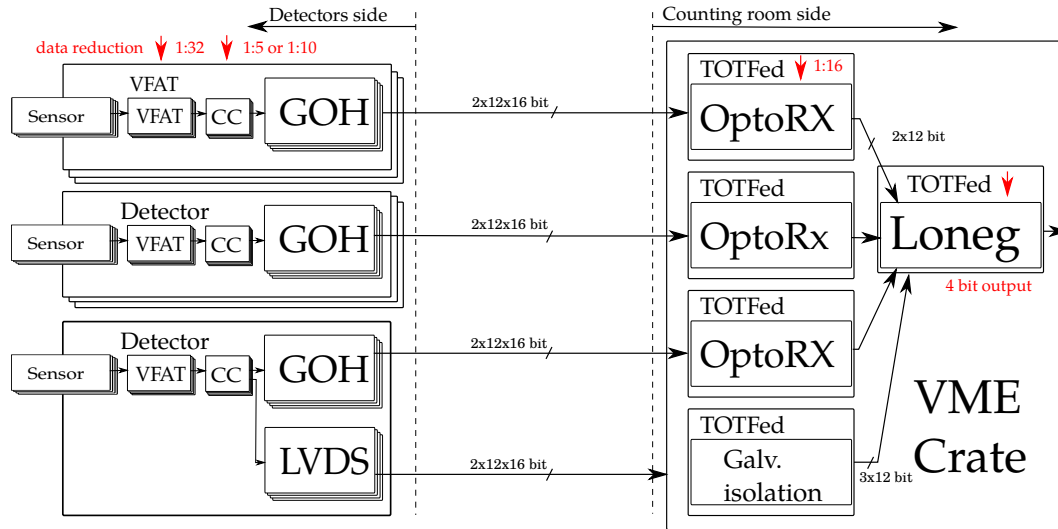 Detectors side
Counting room side
data reduction 1:32 1:5 or 1:10
VFAT
Sensor
VFAT
CC
GOH
2x12x16 bit
TOTFed 1:16
OptoRX
2x12 bit
Detector
Sensor
VFAT
CC
GOH
2x12x16 bit
TOTFed
OptoRx
TOTFed
Loneg
4 bit output
Detector
Sensor
VFAT
CC
GOH
2x12x16 bit
TOTFed
OptoRX
LVDS
2x12x16 bit
TOTFed
Galv.
isolation
3x12 bit
VME
Crate